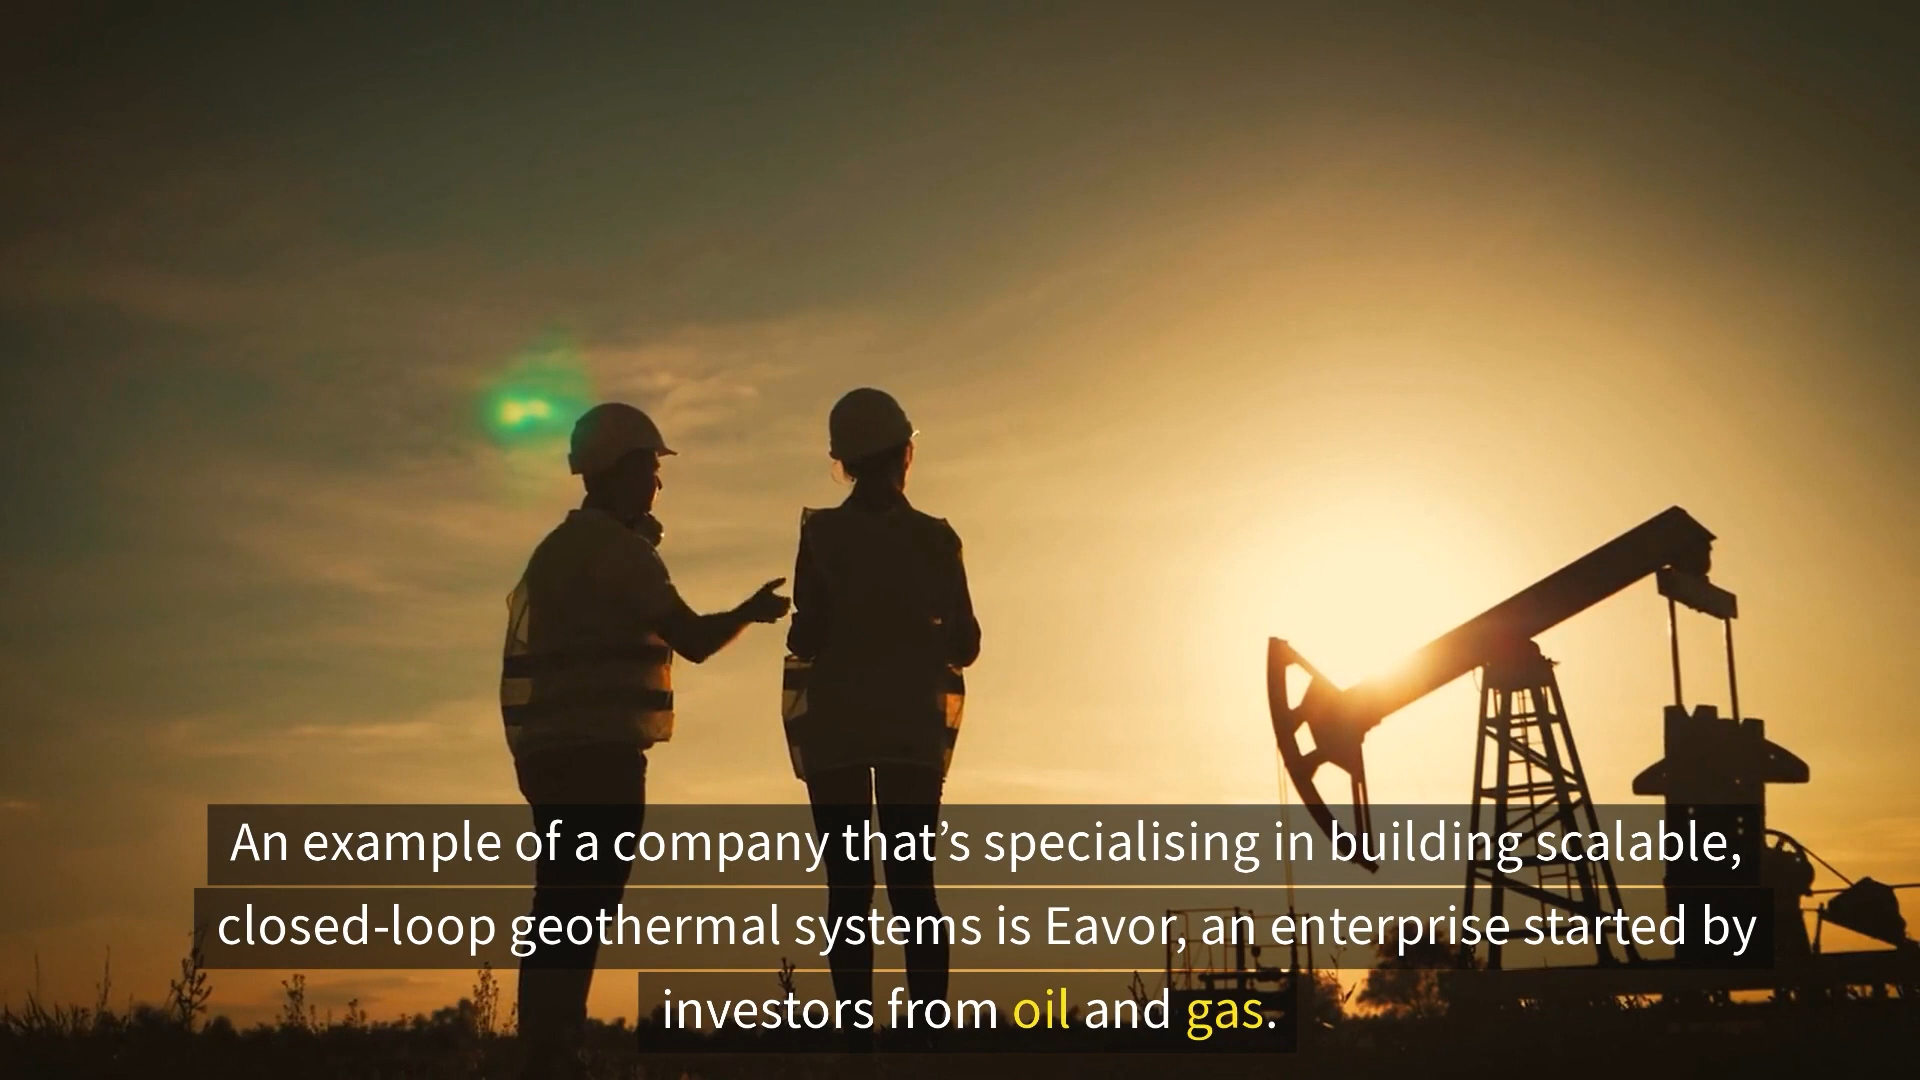 An example of a company that’s specialising in building scalable,
closed-loop geothermal systems is Eavor, an enterprise started by
investors from oil and gas.